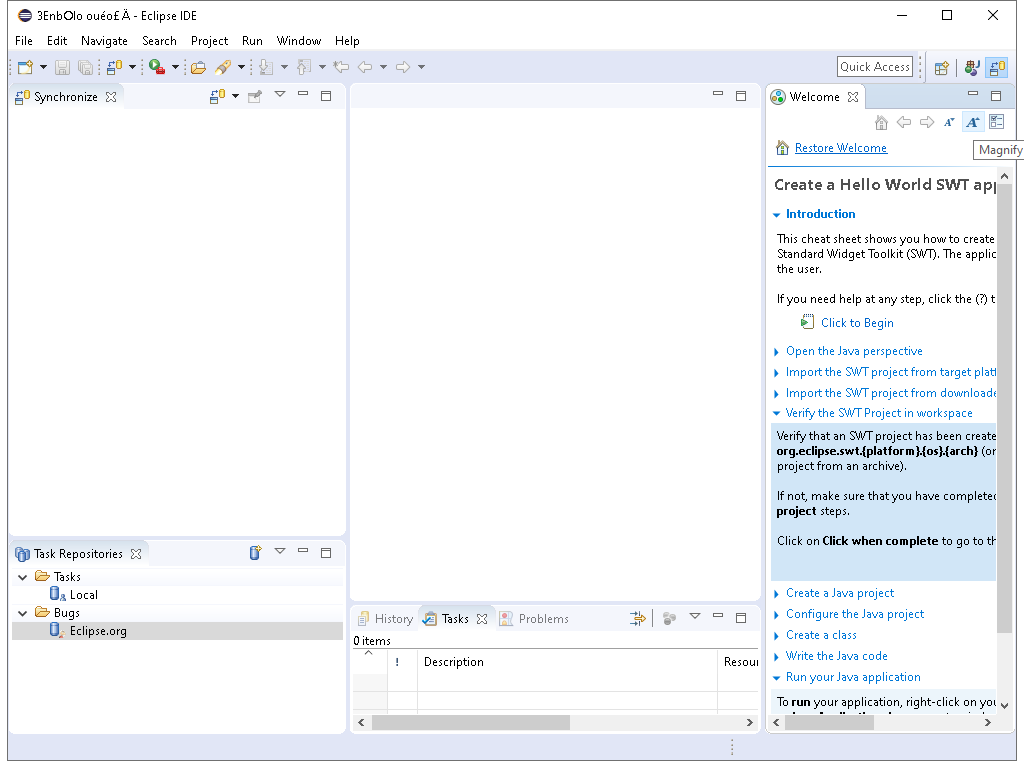 3EnbOlo ouéo£Ä - Eclipse IDE
File Edit Navigate Search Project Run Window Help
Quick Access
Synchronize
Welcome
Restore Welcome
Magnify
Create a Hello World SWT app
Introduction
This cheat sheet shows you how to create
Standard Widget Toolkit (SWT). The applic
the user.
If you need help at any step, click the (?) t
Click to Begin
Open the Java perspective
Import the SWT project from target platf
Import the SWT project from downloade
Verify the SWT Project in workspace
Verify that an SWT project has been create
org.eclipse.swt.{platform}.{os}.{arch} (or
project from an archive).
If not, make sure that you have completed
project steps.
Click on Click when complete to go to th
Create a Java project
Configure the Java project
Create a class
Write the Java code
Run your Java application
To run your application, right-click on you
Task Repositories
Tasks
Local
Bugs
Eclipse.org
History Tasks Problems
0 items
! Description Resour